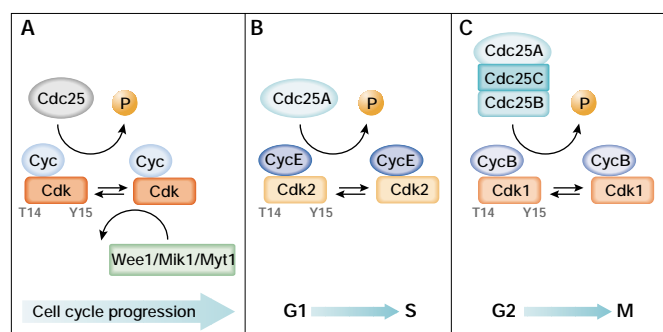 A
Cdc25
P
Cyc
Cyc
Cdk
Cdk
T14
Y15
Wee1/Mik1/Myt1
Cell cycle progression
B
Cdc25A
P
CycE
CycE
Cdk2
Cdk2
T14
Y15
G1
S
C
Cdc25A
Cdc25C
Cdc25B
P
CycB
CycB
Cdk1
Cdk1
T14
Y15
G2
M